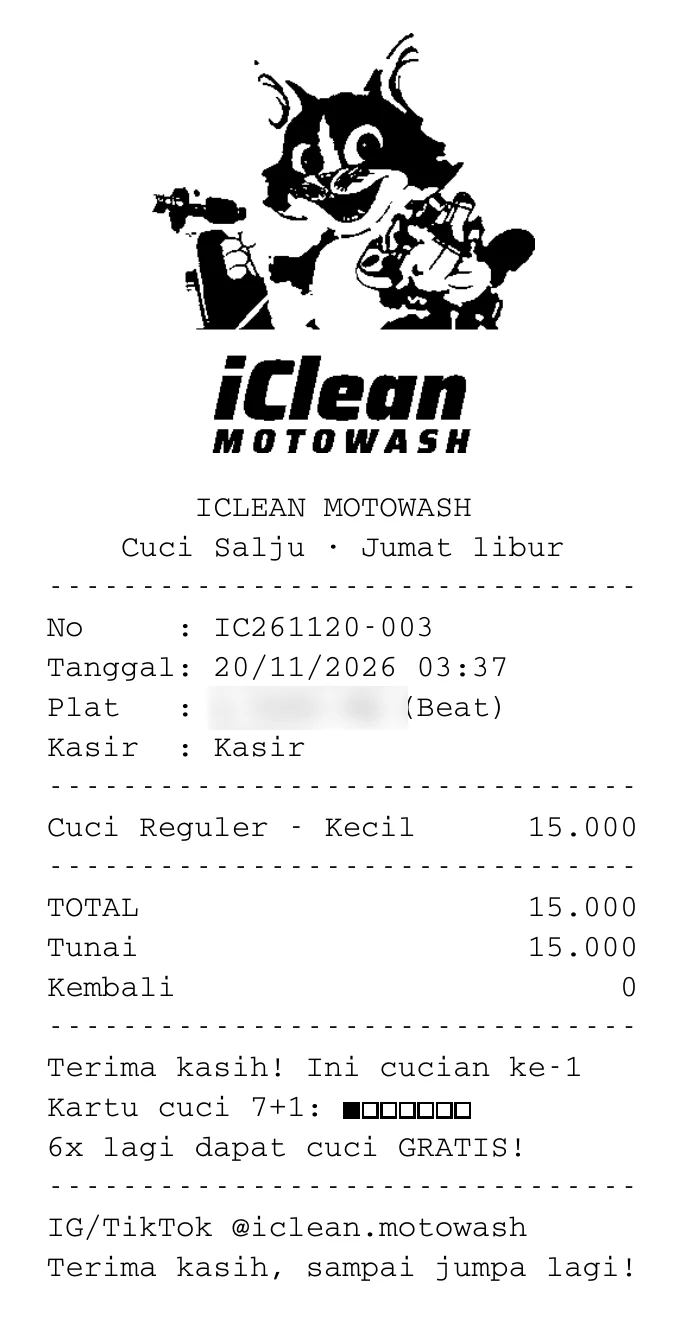 iClean
MOTOWASH
ICLEAN MOTOWASH
Cuci Salju · Jumat libur
--------------------------------
No     : IC261120-003
Tanggal: 20/11/2026 03:37
Plat   : (Beat)
Kasir  : Kasir
--------------------------------
Cuci Reguler - Kecil      15.000
--------------------------------
TOTAL                     15.000
Tunai                     15.000
Kembali                        0
--------------------------------
Terima kasih! Ini cucian ke-1
Kartu cuci 7+1: ■□□□□□□
6x lagi dapat cuci GRATIS!
--------------------------------
IG/TikTok @iclean.motowash
Terima kasih, sampai jumpa lagi!